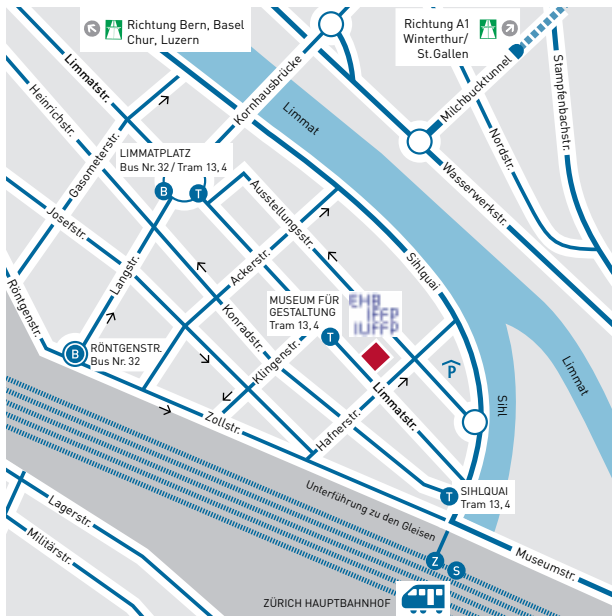 Richtung Bern, Basel
Chur, Luzern
Richtung A1
Winterthur/
St.Gallen
Limmatstr.
Heinrichstr.
Kornhausbrücke
Limmat
Milchbucktunnel
Stampfenbachstr.
Nordstr.
Gasometerstr.
LIMMATPLATZ
Bus Nr. 32 / Tram 13, 4
B
T
Ausstellungsstr.
Wasserwerkstr.
Josefstr.
Langstr.
Ackerstr.
Sihlquai
Röntgenstr.
Konradstr.
MUSEUM FÜR
GESTALTUNG
Tram 13, 4
T
EHB
IFFP
IUFFP
B
RÖNTGENSTR.
Bus Nr. 32
Klingenstr.
P
Limmat
Zollstr.
Hafnerstr.
Limmatstr.
Sihl
Unterführung zu den Gleisen
T
SIHLQUAI
Tram 13, 4
Lagerstr.
Militärstr.
Z
S
Museumstr.
ZÜRICH HAUPTBAHNHOF